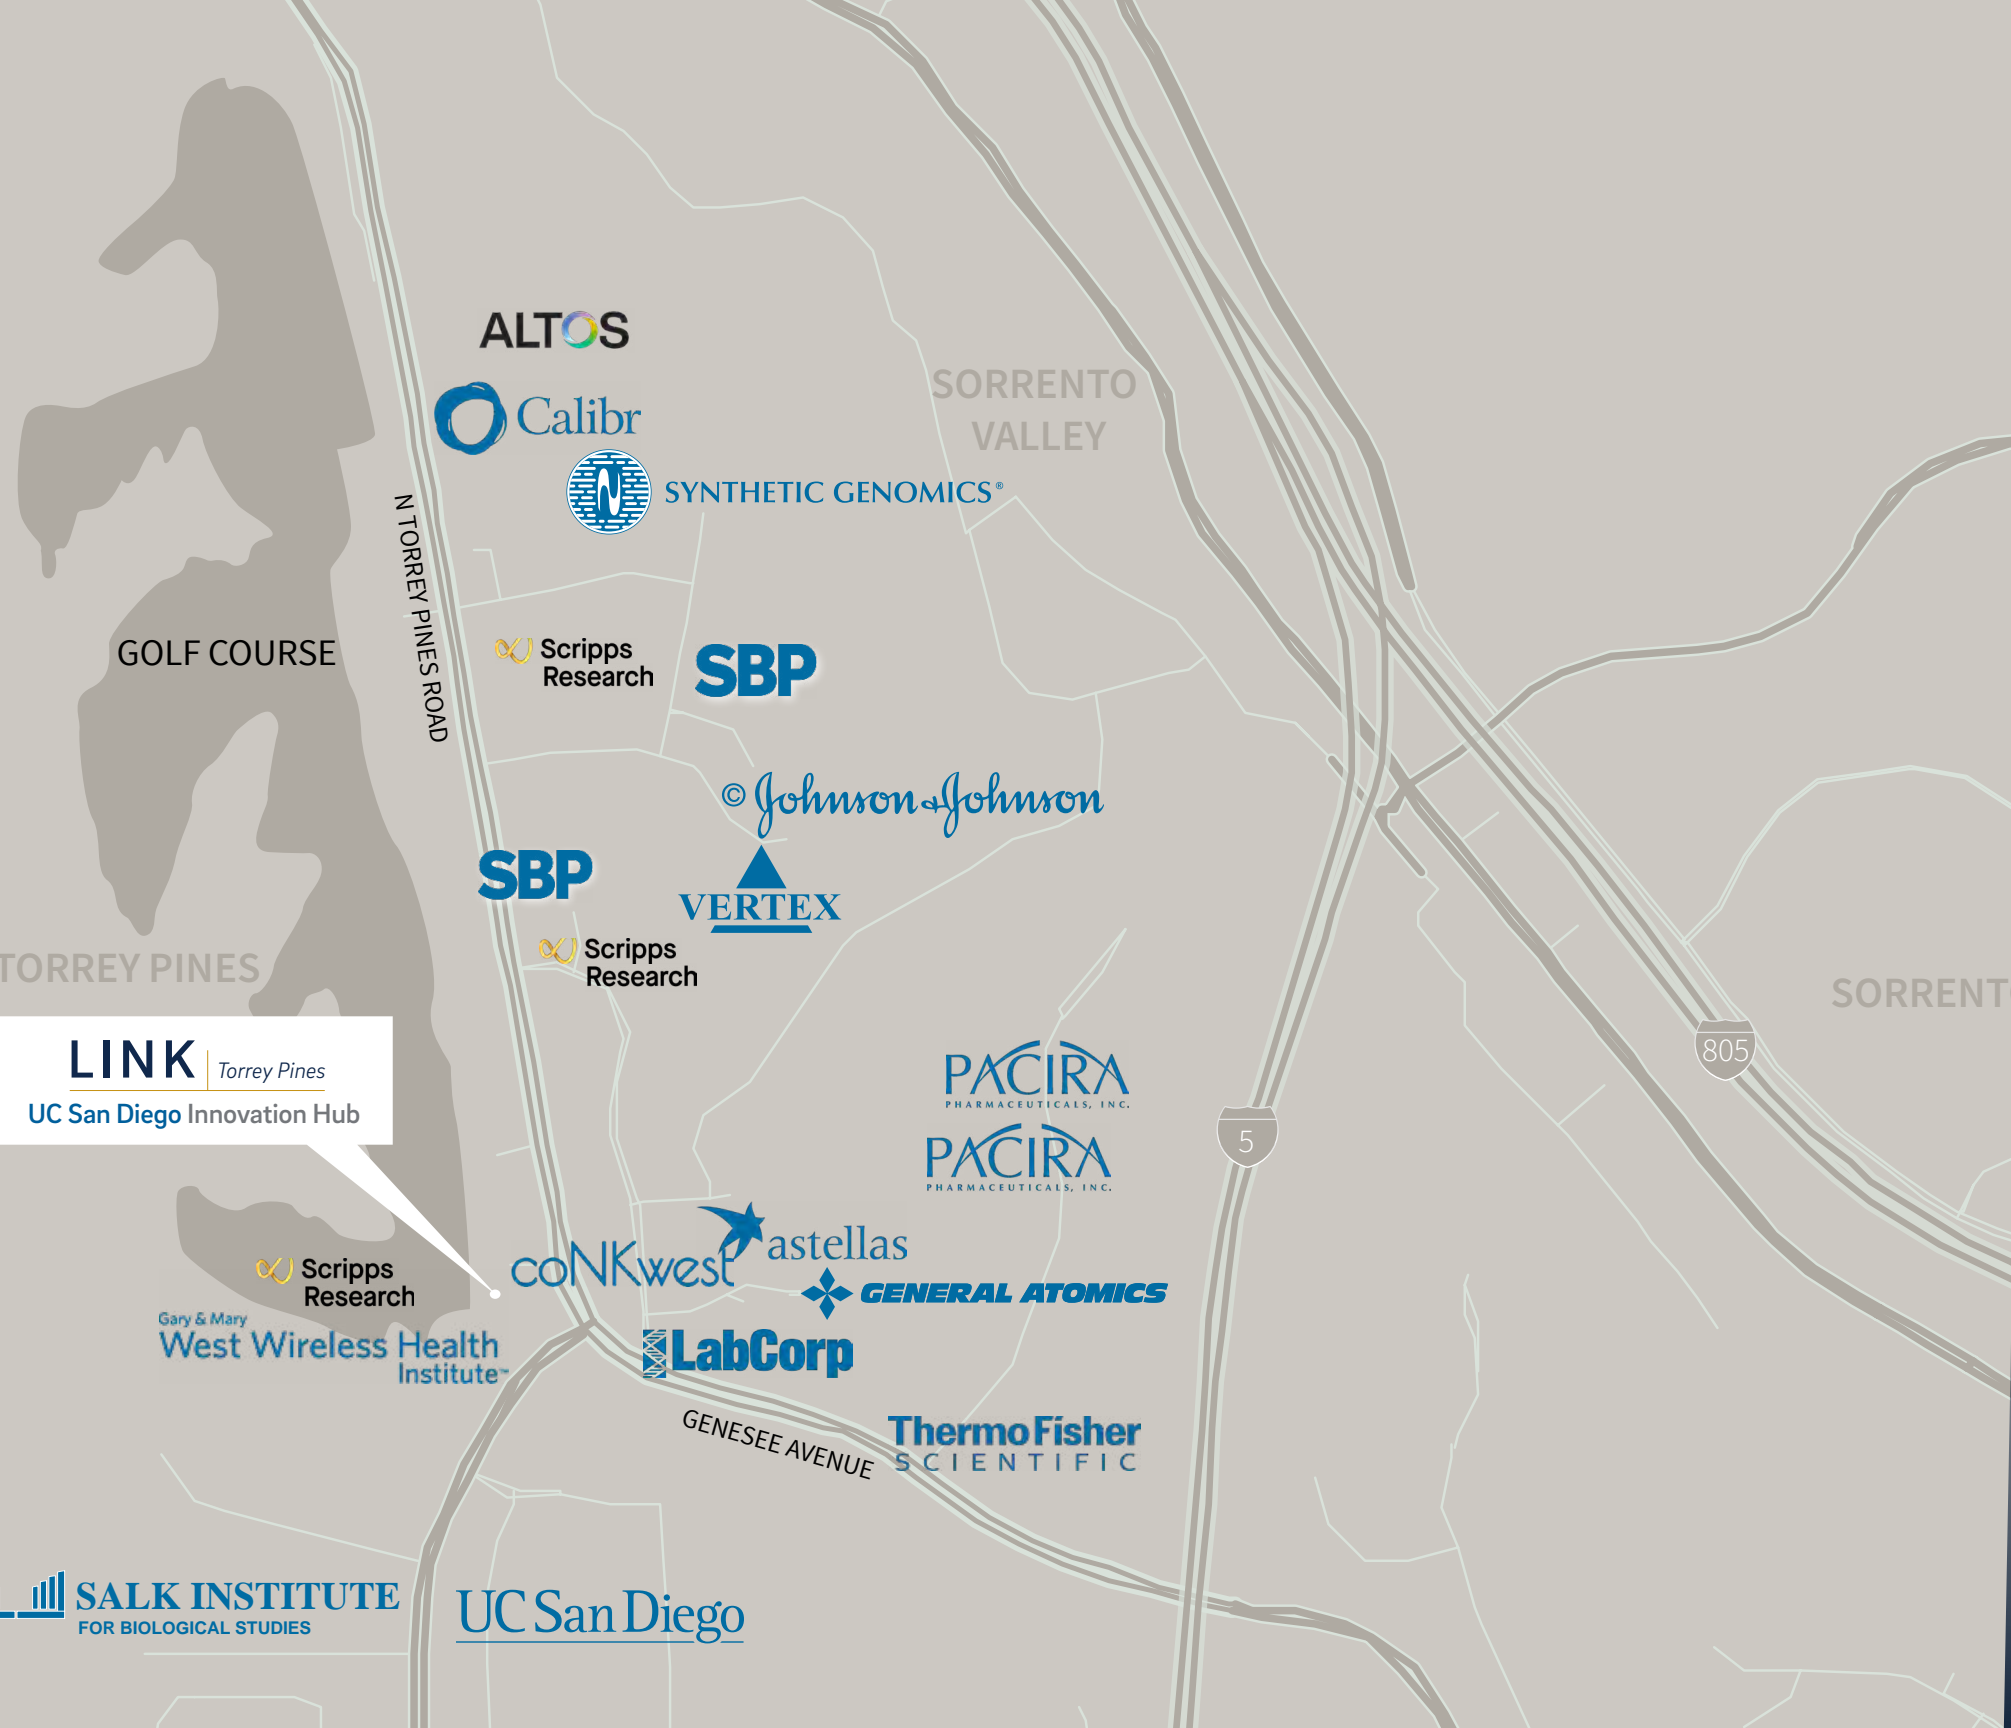 ALTOS
Calibr
SORRENTO
VALLEY
SYNTHETIC GENOMICS®
N TORREY PINES ROAD
GOLF COURSE
Scripps
Research
SBP
© Johnson & Johnson
SBP
VERTEX
Scripps
Research
TORREY PINES
SORRENT
LINK Torrey Pines
UC San Diego Innovation Hub
805
PACIRA
PHARMACEUTICALS, INC.
5
PACIRA
PHARMACEUTICALS, INC.
astellas
coNKwest
Scripps
Research
GENERAL ATOMICS
Gary & Mary
West Wireless Health
Institute™
LabCorp
GENESEE AVENUE
ThermoFisher
SCIENTIFIC
SALK INSTITUTE
FOR BIOLOGICAL STUDIES
UC San Diego